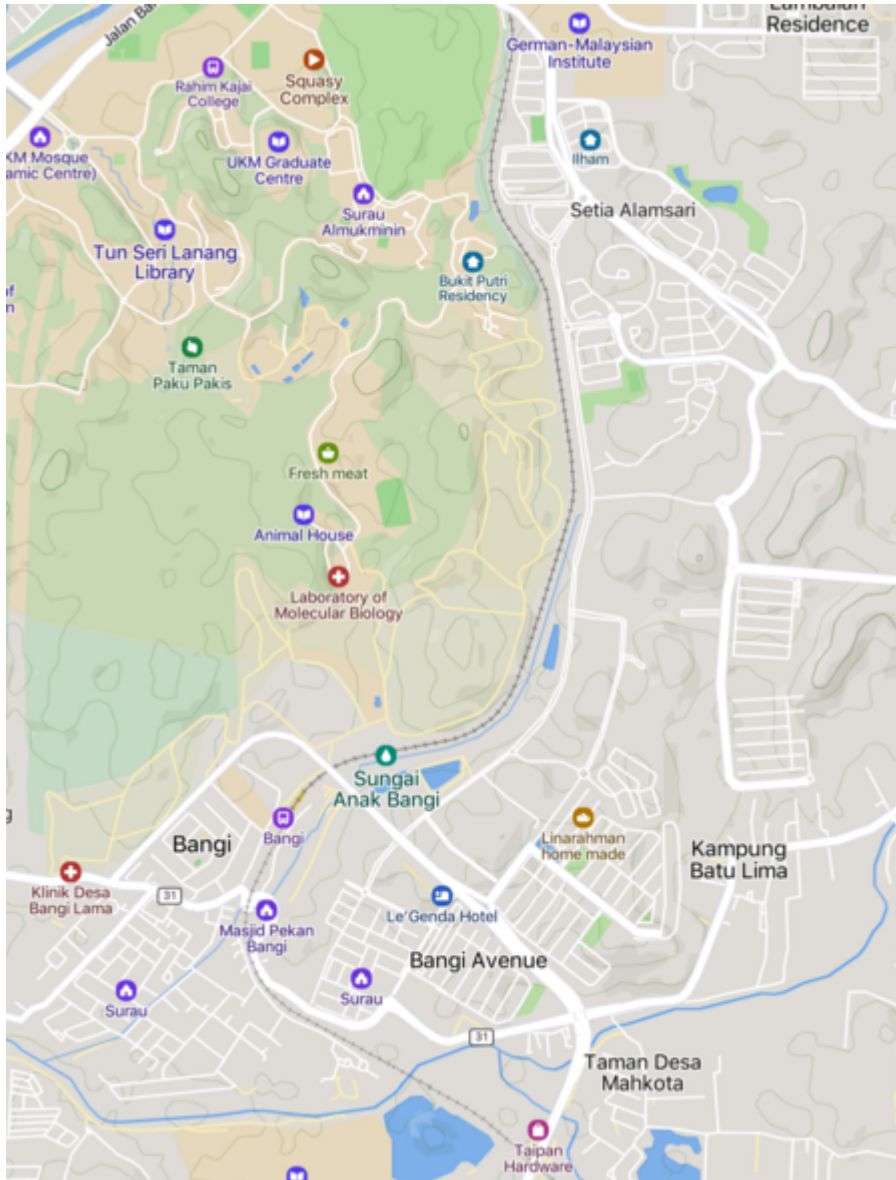 Jalan Ba
Residence
German-Malaysian
Institute
Squasy
Complex
Rahim Kajai
College
KM Mosque
amic Centre)
UKM Graduate
Centre
Ilham
Surau
Almukminin
Setia Alamsari
Tun Seri Lanang
Library
Bukit Putri
Residency
of
n
Taman
Paku Pakis
Fresh meat
Animal House
Laboratory of
Molecular Biology
Sungai
Anak Bangi
g
Bangi
Bangi
Linarahman
home made
Kampung
Batu Lima
Klinik Desa
Bangi Lama
31
Le'Genda Hotel
Masjid Pekan
Bangi
Bangi Avenue
Surau
Surau
31
Taman Desa
Mahkota
Taipan
Hardware